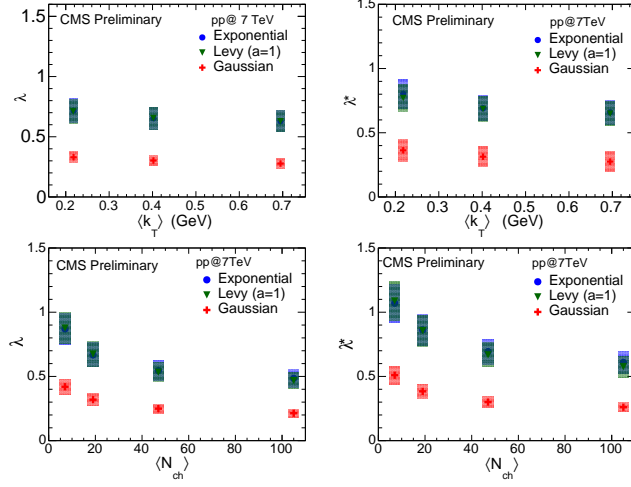 1.5
CMS Preliminary
pp@ 7 TeV
Exponential
Levy (a=1)
Gaussian
1
λ
0.5
0
0.2 0.3 0.4 0.5 0.6 0.7
⟨k_T⟩ (GeV)
1.5
CMS Preliminary
pp@7TeV
Exponential
Levy (a=1)
Gaussian
1
λ*
0.5
0
0.2 0.3 0.4 0.5 0.6 0.7
⟨k_T⟩ (GeV)
1.5
CMS Preliminary
pp@7TeV
Exponential
Levy (a=1)
Gaussian
1
λ
0.5
0
0 20 40 60 80 100
⟨N_ch⟩
1.5
CMS Preliminary
pp@7TeV
Exponential
Levy (a=1)
Gaussian
1
λ*
0.5
0
0 20 40 60 80 100
⟨N_ch⟩